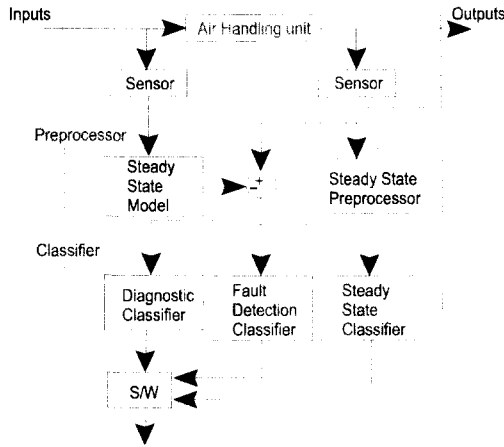 Inputs
Outputs
Air Handling unit
Sensor
Sensor
Preprocessor
Steady
State
Model
- +
Steady State
Preprocessor
Classifier
Diagnostic
Classifier
Fault
Detection
Classifier
Steady
State
Classifier
S/W